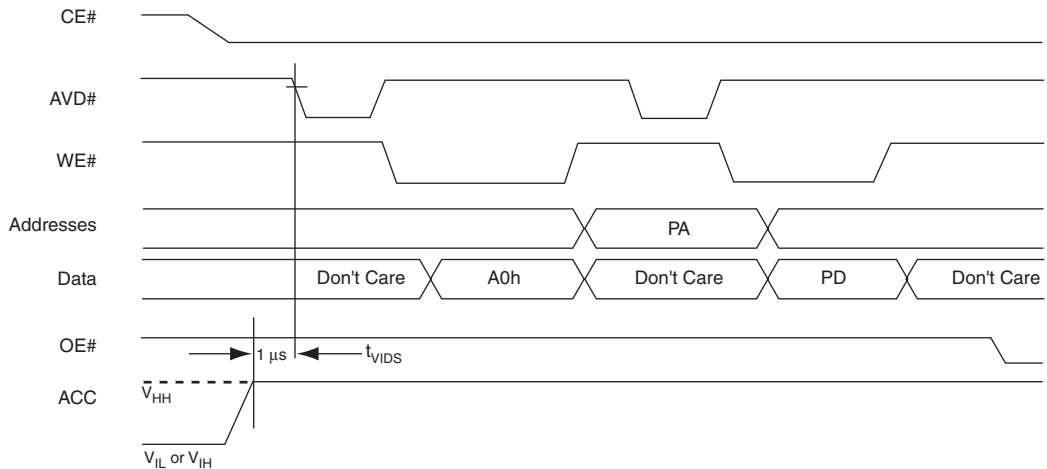 CE#
AVD#
WE#
Addresses PA
Data Don't Care A0h Don't Care PD Don't Care
OE# 1 μs tVIDS
ACC VHH
VIL or VIH